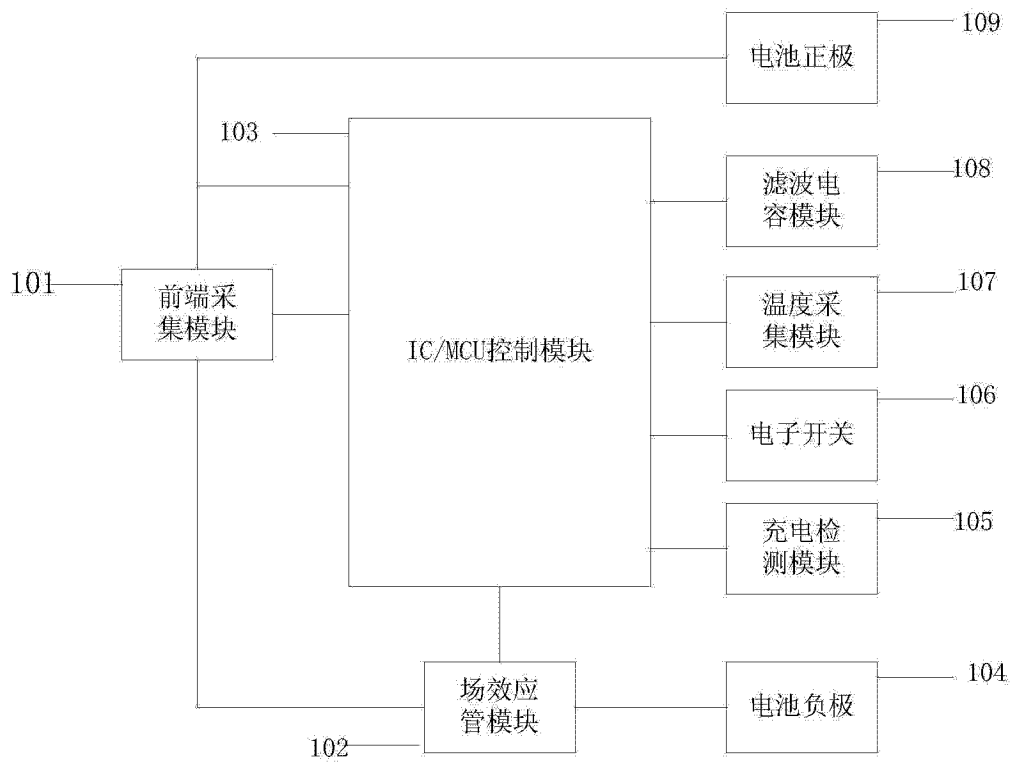 109
电池正极
103
108
滤波电
容模块
101
前端采
集模块
107
温度采
集模块
IC/MCU控制模块
106
电子开关
105
充电检
测模块
场效应
管模块
102
104
电池负极